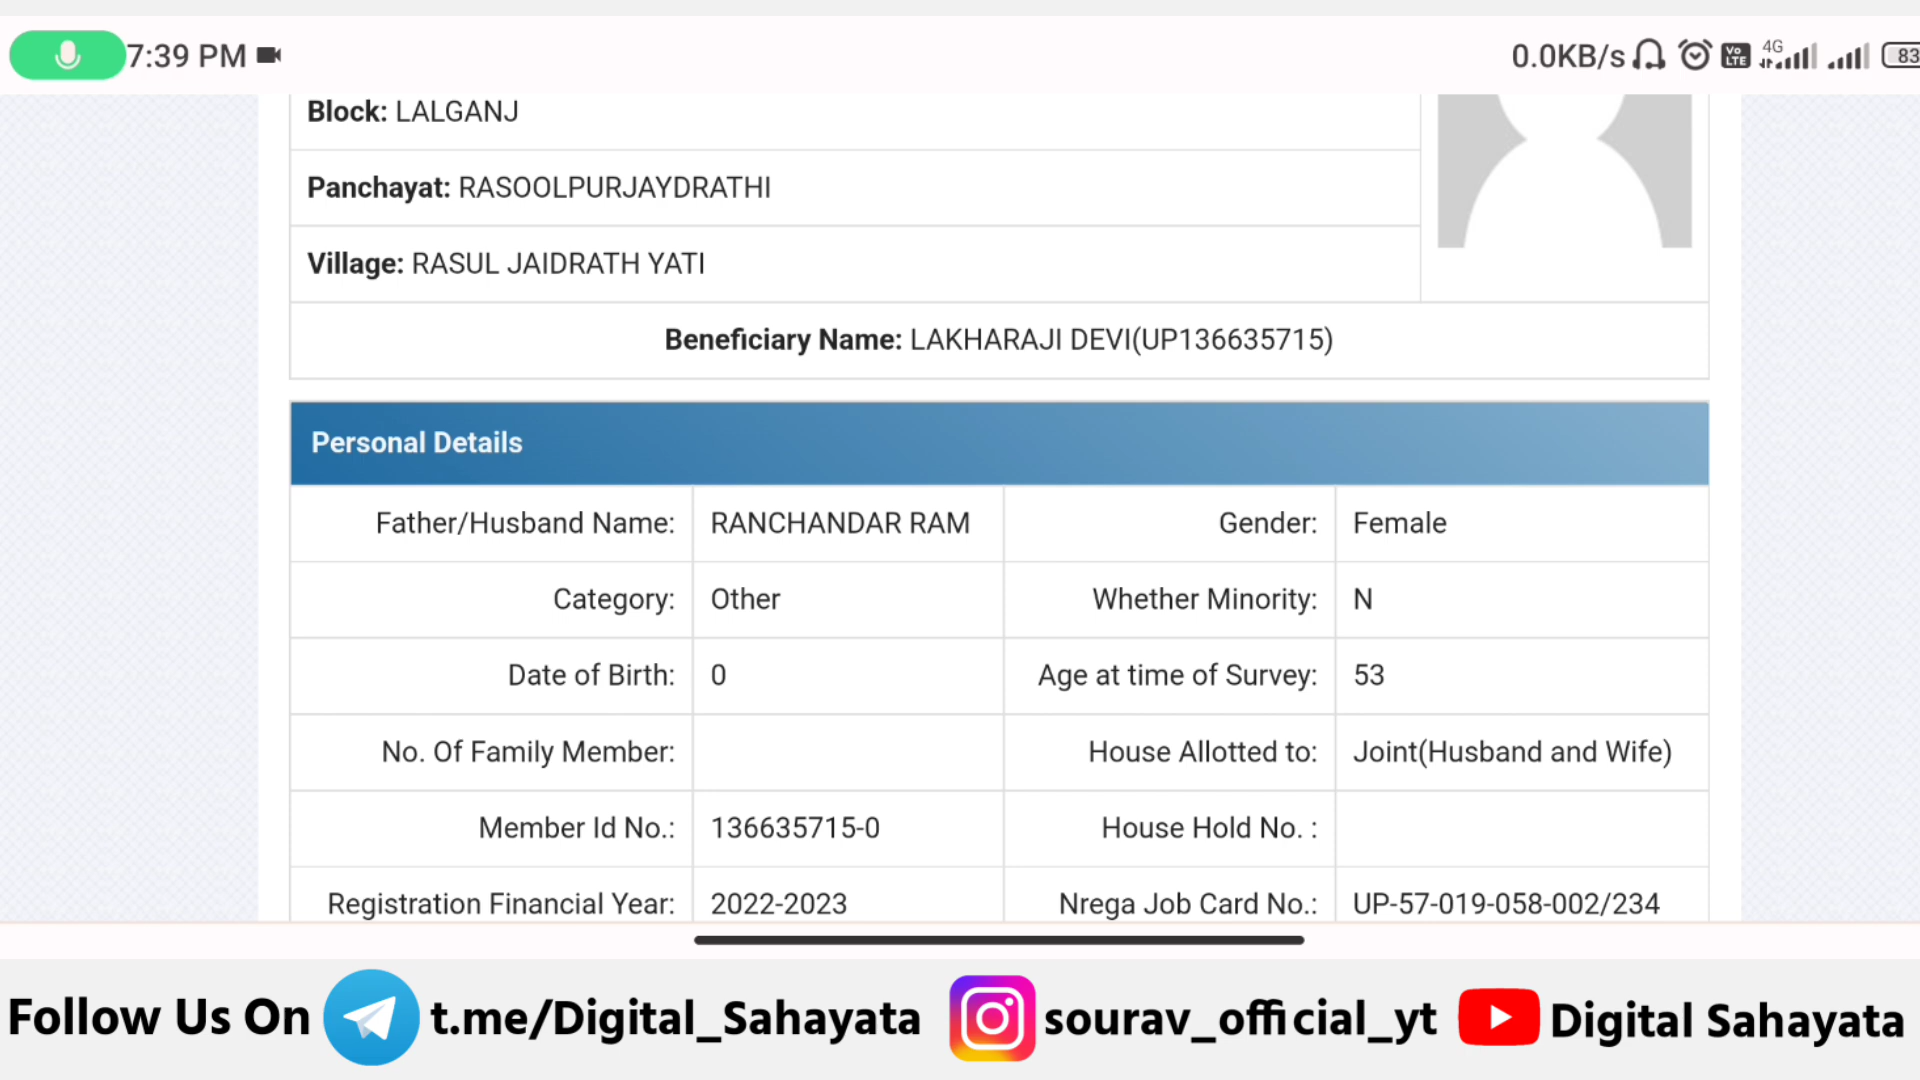 7:39 PM
0.0KB/s Vo LTE 4G 83
Block: LALGANJ
Panchayat: RASOOLPURJAYDRATHI
Village: RASUL JAIDRATH YATI
Beneficiary Name: LAKHARAJI DEVI(UP136635715)
Personal Details
Father/Husband Name: RANCHANDAR RAM Gender: Female
Category: Other Whether Minority: N
Date of Birth: 0 Age at time of Survey: 53
No. Of Family Member: House Allotted to: Joint(Husband and Wife)
Member Id No.: 136635715-0 House Hold No. :
Registration Financial Year: 2022-2023 Nrega Job Card No.: UP-57-019-058-002/234
Follow Us On t.me/Digital_Sahayata sourav_official_yt Digital Sahayata